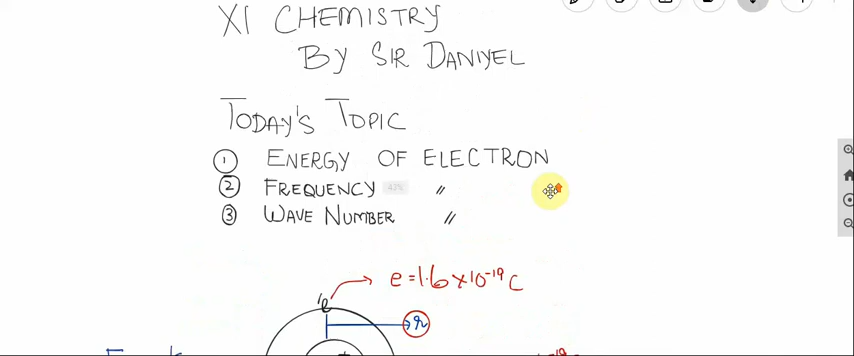 XI CHEMISTRY
BY SIR DANIYEL
TODAY'S TOPIC
① ENERGY OF ELECTRON
② FREQUENCY 43% "
③ WAVE NUMBER "
e = 1.6 × 10⁻¹⁹ C
r
+